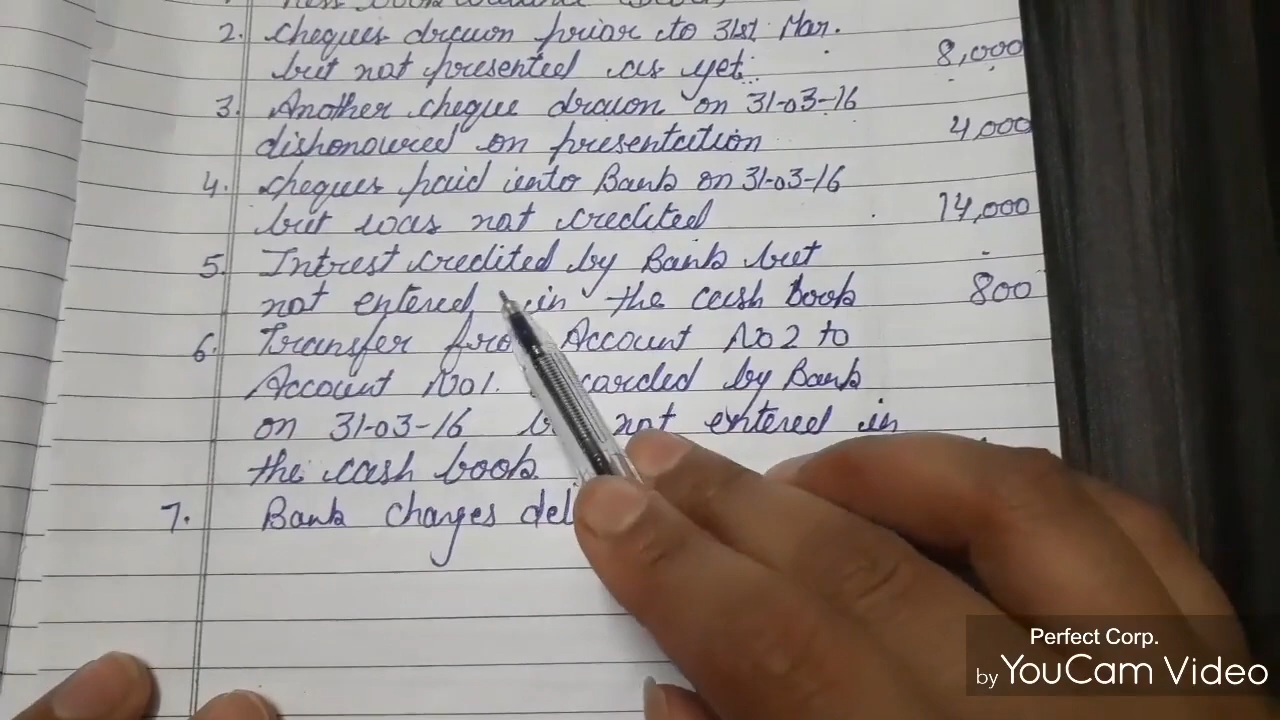 2. Cheques drawn prior to 31st Mar.
but not presented as yet. 8,000
3. Another cheque drawn on 31-03-16
dishonoured on presentation 4,000
4. Cheques paid into Bank on 31-03-16
but was not credited 14,000
5. Intrest credited by Bank but
not entered in the cash book 800
6. Transfer from Account No 2 to
Account No 1. by Bank
on 31-03-16 not entered in
the cash book.
7. Bank charges
Perfect Corp.
by YouCam Video